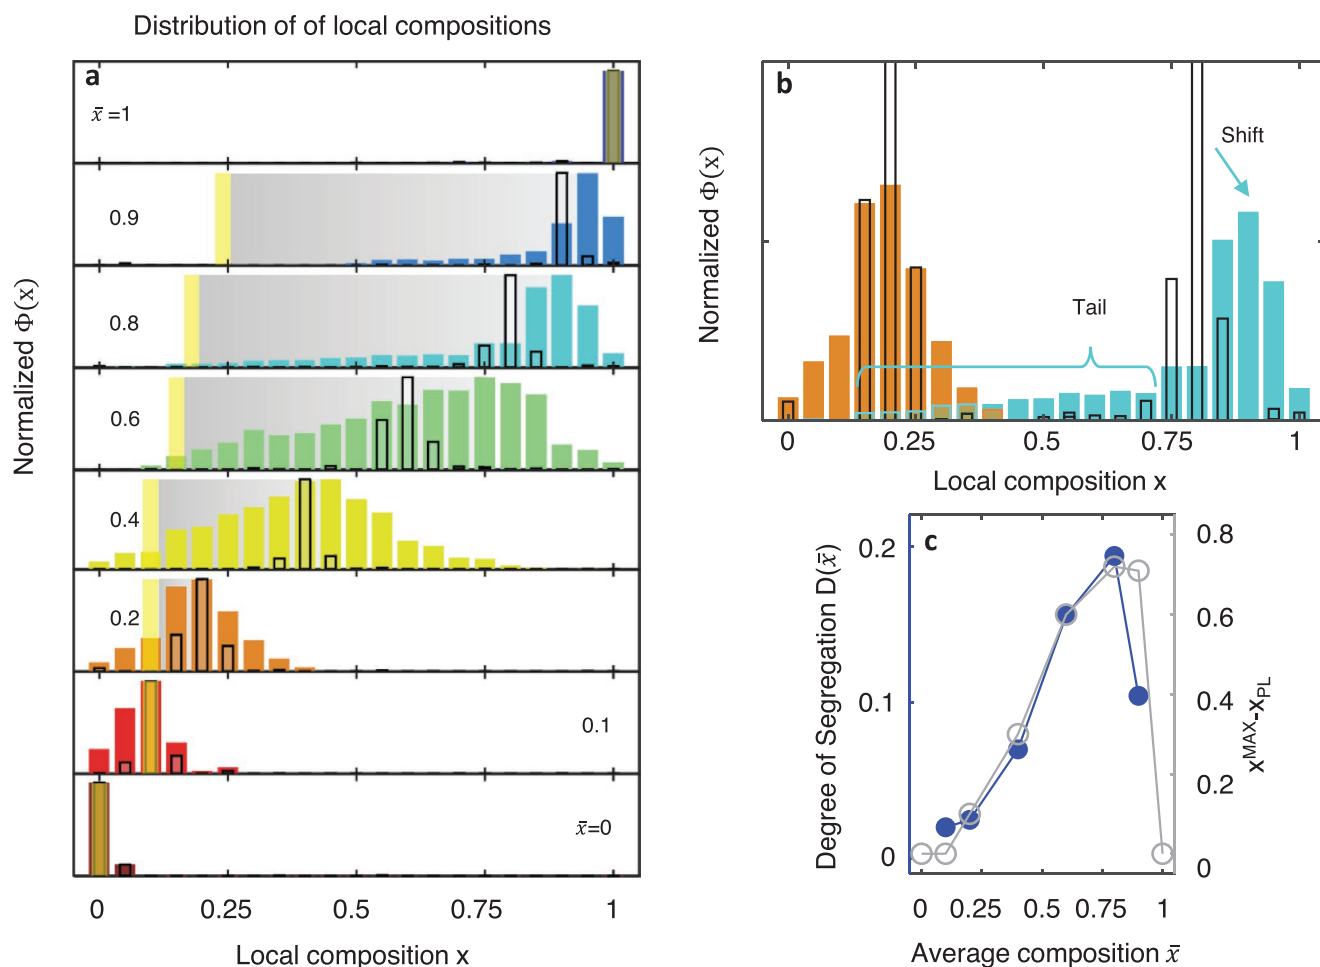 Distribution of of local compositions
a
x̄ =1
0.9
0.8
0.6
0.4
0.2
0.1
x̄=0
Normalized Φ(x)
0 0.25 0.5 0.75 1
Local composition x
b
Shift
Tail
Normalized Φ(x)
0 0.25 0.5 0.75 1
Local composition x
c
0.2
0.1
0
Degree of Segregation D(x̄)
0.8
0.6
0.4
0.2
0
xMAX-xPL
0 0.25 0.5 0.75 1
Average composition x̄